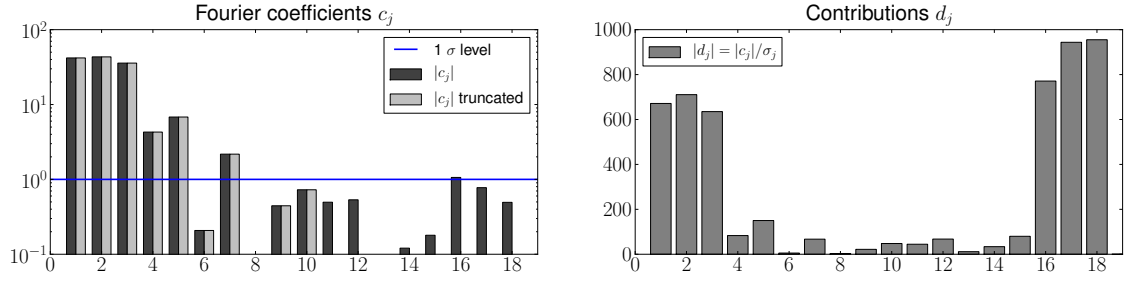 Fourier coefficients c_j
10^2
10^1
10^0
10^{-1}
0 2 4 6 8 10 12 14 16 18
1 σ level
|c_j|
|c_j| truncated
Contributions d_j
1000
800
600
400
200
0
0 2 4 6 8 10 12 14 16 18
|d_j| = |c_j|/σ_j